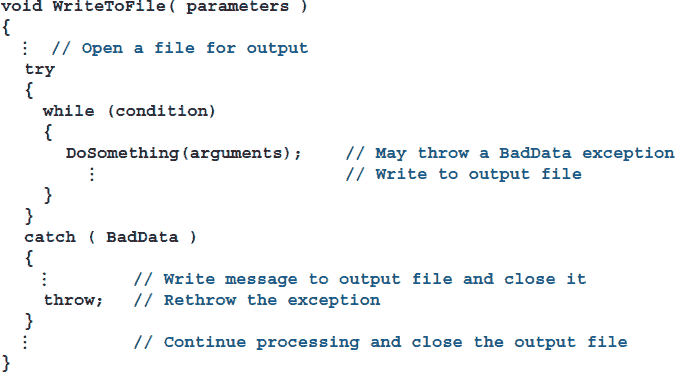 void WriteToFile( parameters )
{
  ⋮  // Open a file for output
  try
  {
    while (condition)
    {
      DoSomething(arguments);    // May throw a BadData exception
        ⋮                        // Write to output file
    }
  }
  catch ( BadData )
  {
    ⋮         // Write message to output file and close it
    throw;   // Rethrow the exception
  }
  ⋮           // Continue processing and close the output file
}